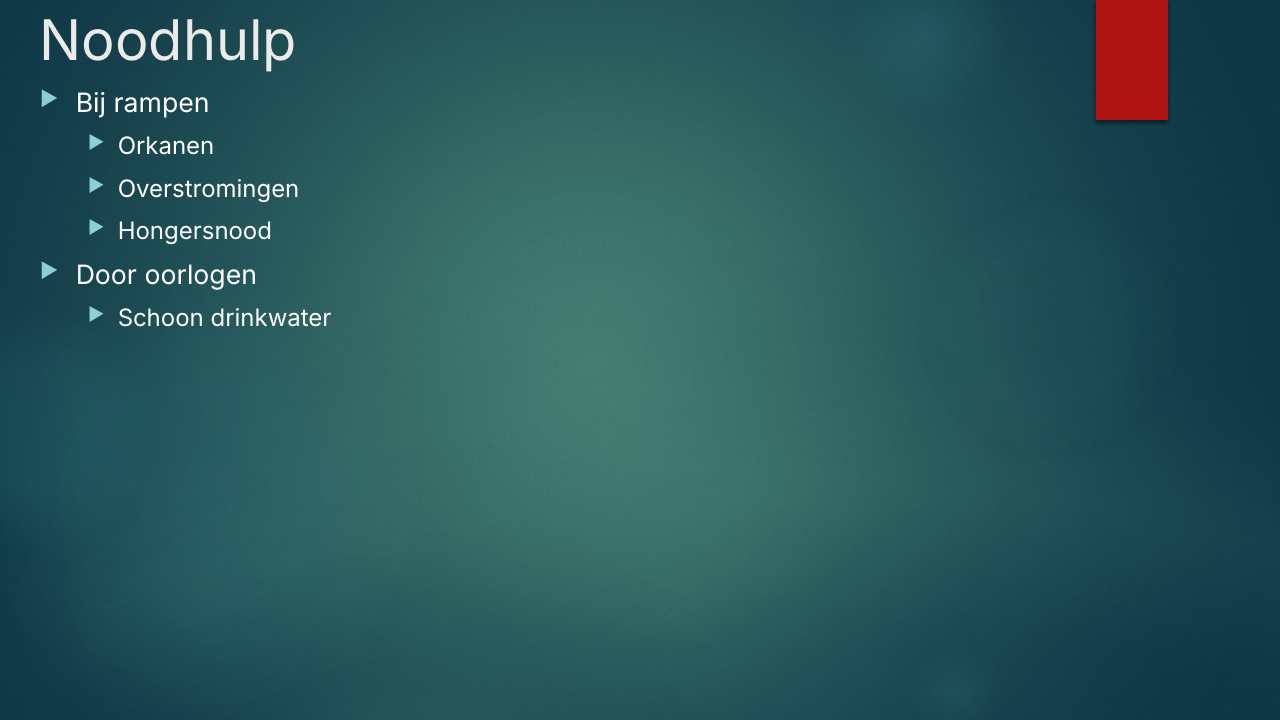 Noodhulp
Bij rampen
Orkanen
Overstromingen
Hongersnood
Door oorlogen
Schoon drinkwater